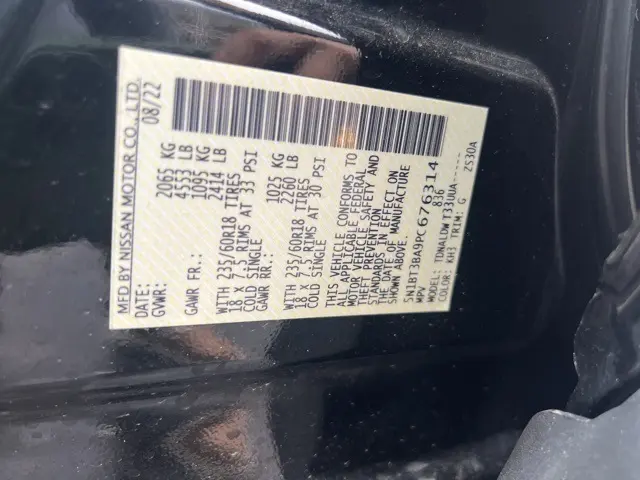 MFD BY NISSAN MOTOR CO., LTD.
DATE: 08/22
GVWR: 2065 KG
4553 LB
GAWR FR.: 1095 KG
2414 LB
WITH 235/60R18 TIRES
18 X RIMS AT 33 PSI
COLD SINGLE
GAWR RR.: 1025 KG
2260 LB
WITH 235/60R18 TIRES
18 X RIMS AT 30 PSI
COLD SINGLE
THIS VEHICLE CONFORMS TO
ALL APPLICABLE FEDERAL
MOTOR VEHICLE SAFETY AND
THEFT PREVENTION
STANDARDS IN EFFECT ON
THE DATE OF MANUFACTURE
SHOWN ABOVE.
5N1BT3BA9PC676314
MPV 836
MODEL: TDNALDWT33UUA-----
COLOR: KH3 TRIM: G ZS30A